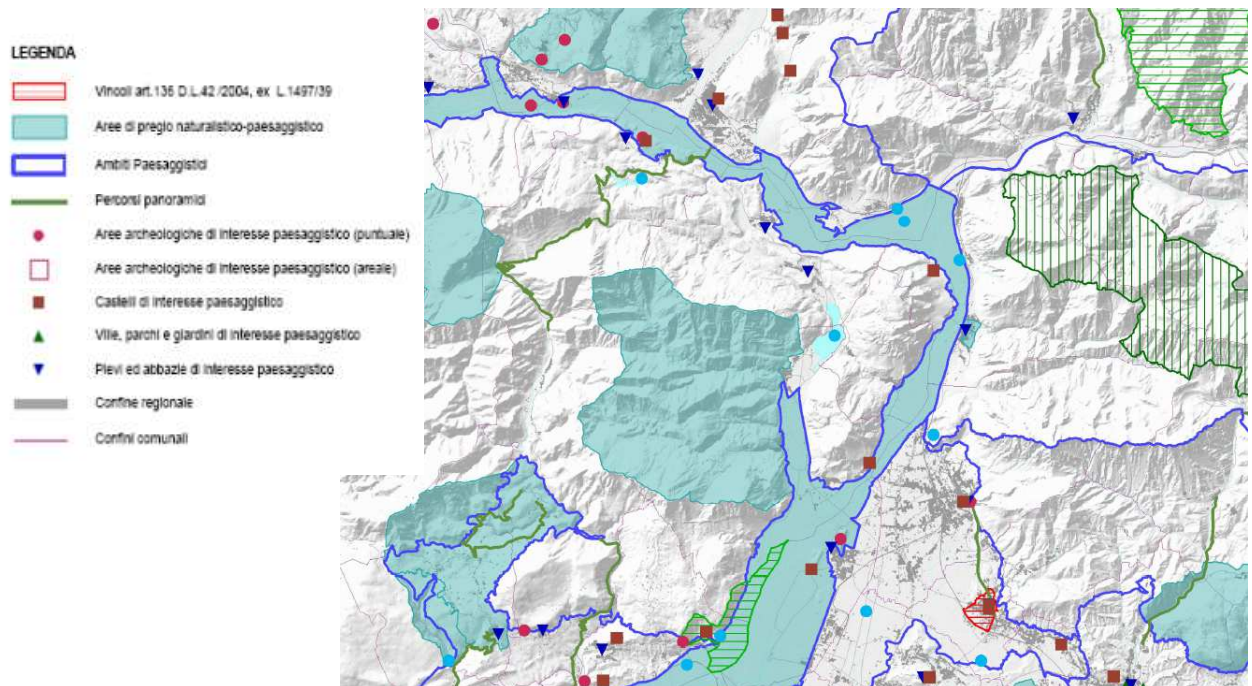 LEGENDA
Vincoli art.136 D.L.42 /2004, ex L.1497/39
Aree di pregio naturalistico-paesaggistico
Ambiti Paesaggistici
Percorsi panoramici
Aree archeologiche di interesse paesaggistico (puntuale)
Aree archeologiche di interesse paesaggistico (areale)
Castelli di interesse paesaggistico
Ville, parchi e giardini di interesse paesaggistico
Pievi ed abbazie di interesse paesaggistico
Confine regionale
Confini comunali